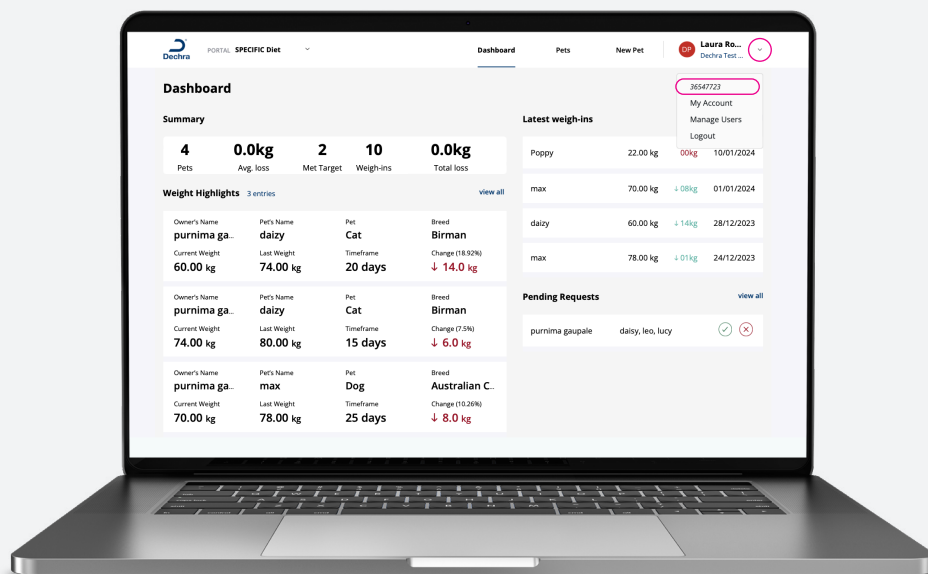 Dechra
PORTAL SPECIFIC Diet
Dashboard Pets New Pet
DP Laura Ro...
Dechra Test ...
36547723
My Account
Manage Users
Logout
Dashboard
Summary
4 0.0kg 2 10 0.0kg
Pets Avg. loss Met Target Weigh-ins Total loss
Weight Highlights 3 entries view all
Owner's Name Pet's Name Pet Breed
purnima ga... daizy Cat Birman
Current Weight Last Weight Timeframe Change (18.92%)
60.00 kg 74.00 kg 20 days ↓ 14.0 kg
Owner's Name Pet's Name Pet Breed
purnima ga... daizy Cat Birman
Current Weight Last Weight Timeframe Change (7.5%)
74.00 kg 80.00 kg 15 days ↓ 6.0 kg
Owner's Name Pet's Name Pet Breed
purnima ga... max Dog Australian C...
Current Weight Last Weight Timeframe Change (10.26%)
70.00 kg 78.00 kg 25 days ↓ 8.0 kg
Latest weigh-ins
Poppy 22.00 kg 00kg 10/01/2024
max 70.00 kg ↓ 08kg 01/01/2024
daizy 60.00 kg ↓ 14kg 28/12/2023
max 78.00 kg ↓ 01kg 24/12/2023
Pending Requests view all
purnima gaupale daisy, leo, lucy